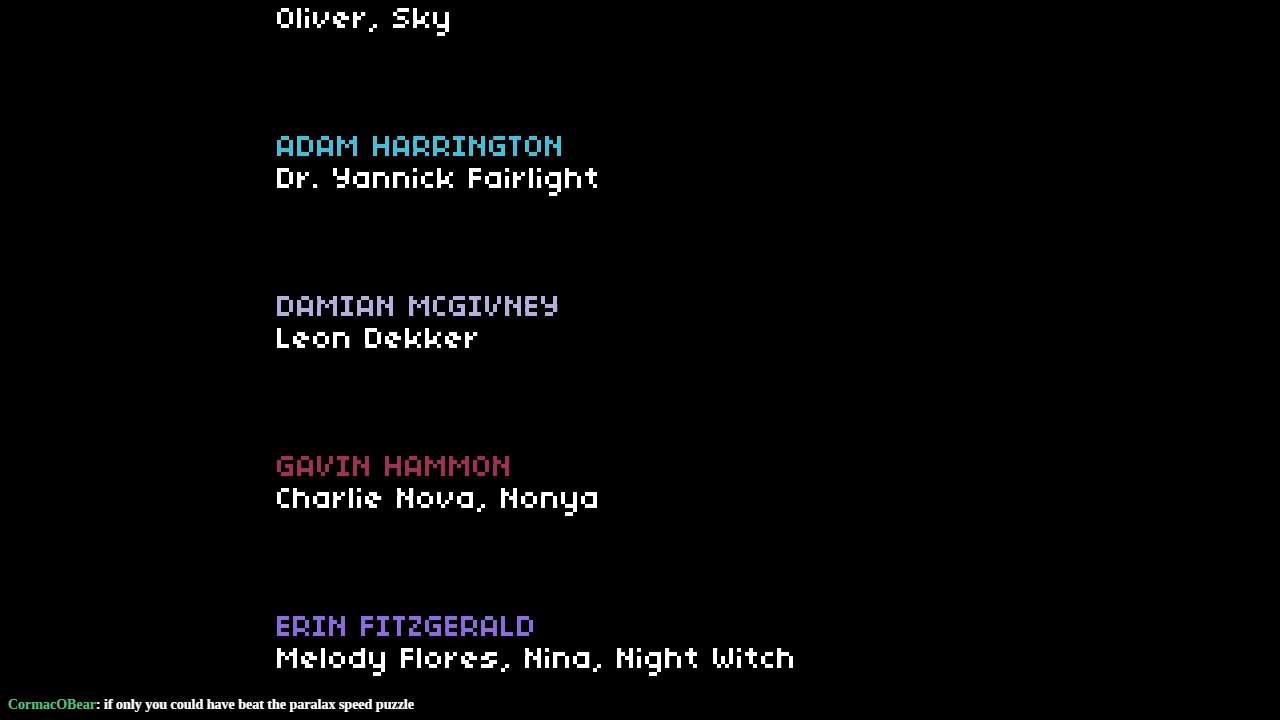 Oliver, Sky
ADAM HARRINGTON
Dr. Yannick Fairlight
DAMIAN MCGIVNEY
Leon Dekker
GAVIN HAMMON
Charlie Nova, Nonya
ERIN FITZGERALD
Melody Flores, Nina, Night Witch
CormacOBear: if only you could have beat the paralax speed puzzle